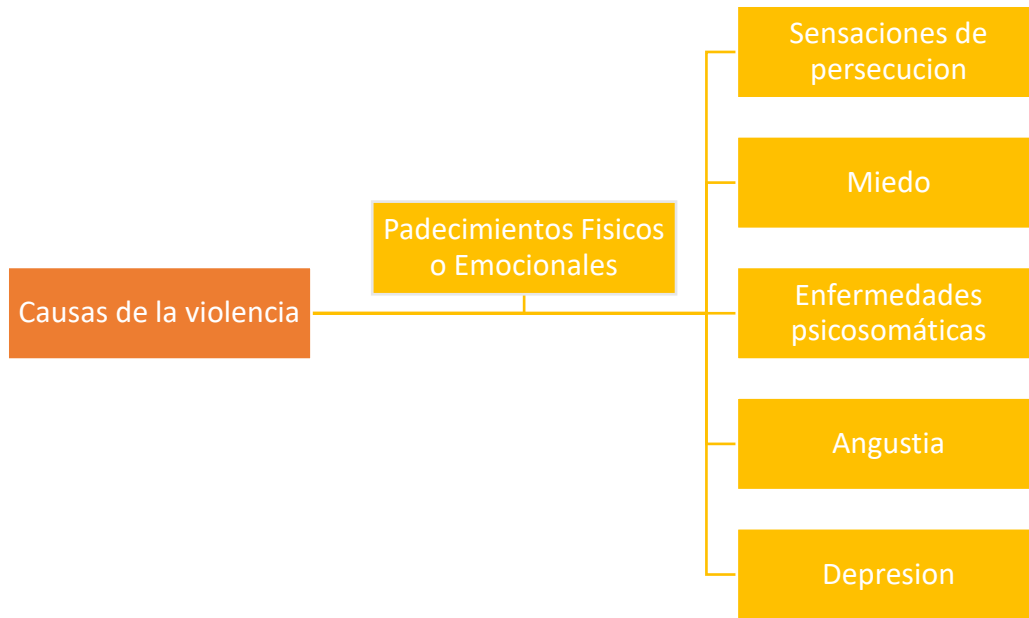 Causas de la violencia
Padecimientos Fisicos
o Emocionales
Sensaciones de
persecucion
Miedo
Enfermedades
psicosomáticas
Angustia
Depresion